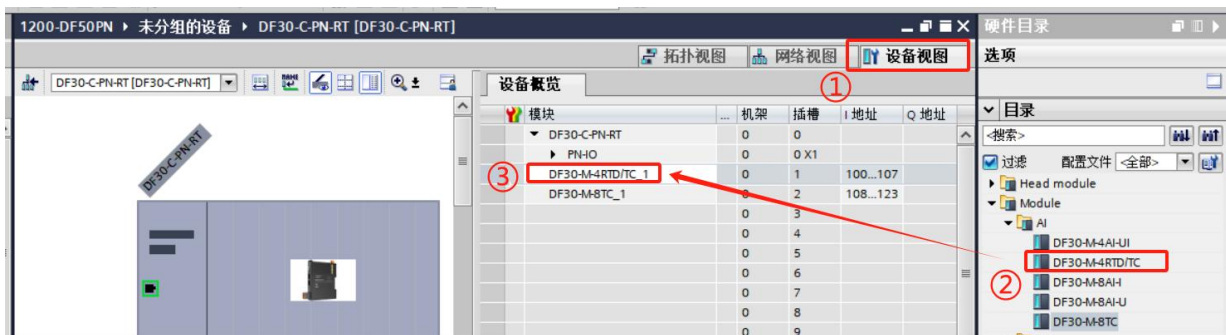 1200-DF50PN ▸ 未分组的设备 ▸ DF30-C-PN-RT [DF30-C-PN-RT]
硬件目录
拓扑视图 网络视图 设备视图
选项
DF30-C-PN-RT [DF30-C-PN-RT]
设备概览
①
目录
模块 ... 机架 插槽 I 地址 Q 地址
<搜索>
DF30-C-PN-RT 0 0
过滤 配置文件 <全部>
PN-IO 0 0 X1
Head module
③ DF30-M-4RTD/TC_1 0 1 100...107
Module
DF30-M-8TC_1 0 2 108...123
AI
0 3
DF30-M-4AI-UI
0 4
DF30-M-4RTD/TC
0 5
②
DF30-M-8AI-I
0 6
DF30-M-8AI-U
0 7
DF30-M-8TC
0 8
0 9
DF30-C-PN-RT